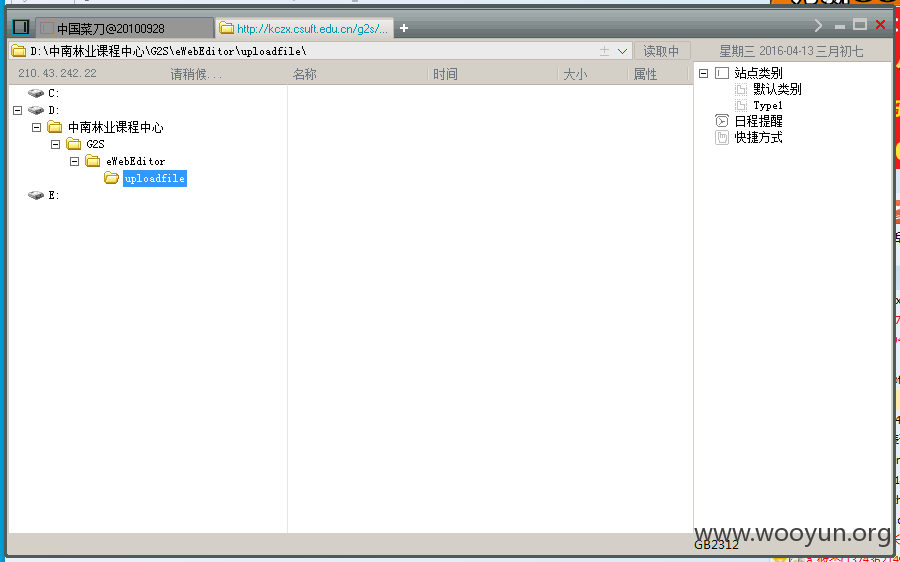 中国菜刀@20100928
http://kczx.csuft.edu.cn/g2s/...
D:\中南林业课程中心\G2S\eWebEditor\uploadfile\
读取中
星期三 2016-04-13 三月初七
210.43.242.22
请稍候...
名称
时间
大小
属性
C:
D:
中南林业课程中心
G2S
eWebEditor
uploadfile
E:
站点类别
默认类别
Type1
日程提醒
快捷方式
www.wooyun.org
GB2312